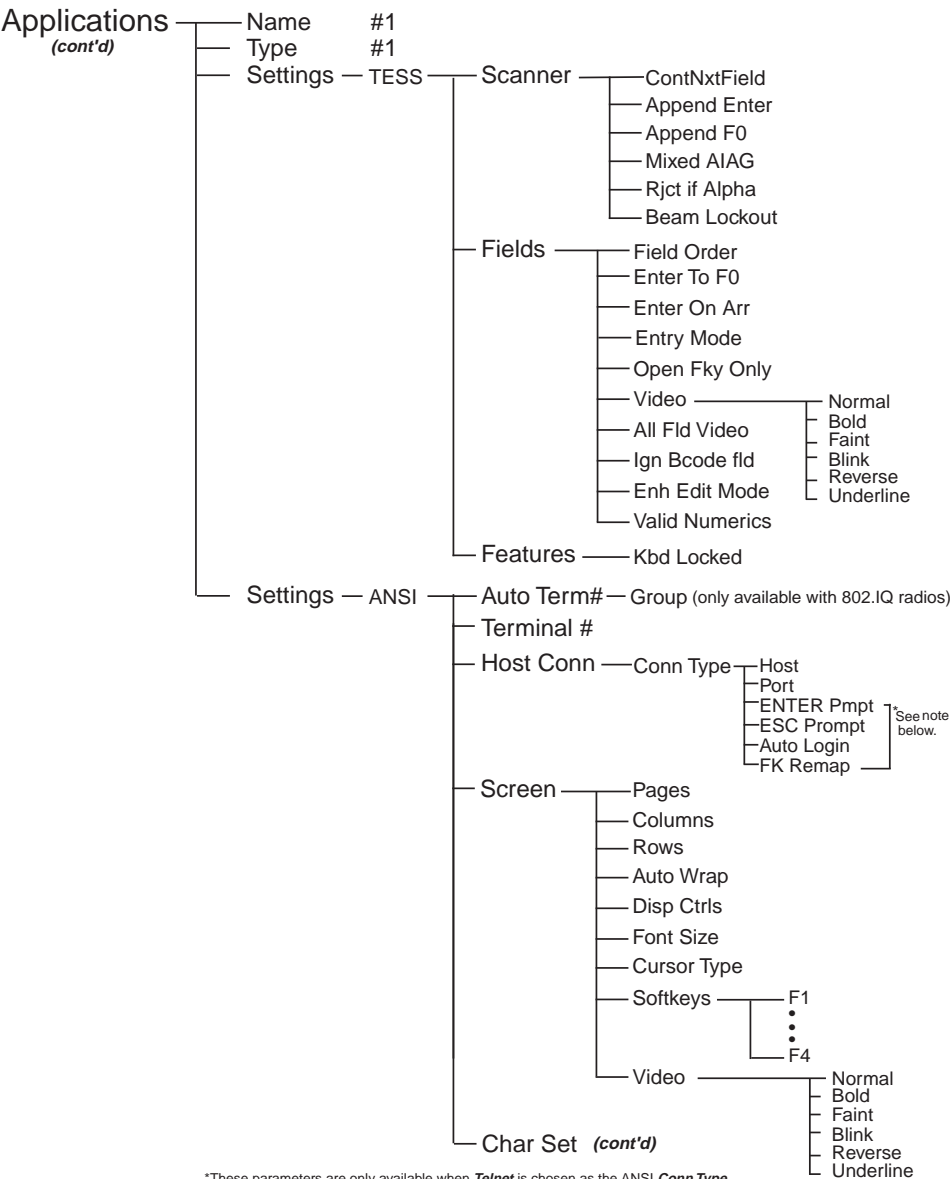 Applications
(cont'd)
Name #1
Type #1
Settings TESS Scanner ContNxtField
Append Enter
Append F0
Mixed AIAG
Rjct if Alpha
Beam Lockout
Fields Field Order
Enter To F0
Enter On Arr
Entry Mode
Open Fky Only
Video Normal
Bold
Faint
Blink
Reverse
Underline
All Fld Video
Ign Bcode fld
Enh Edit Mode
Valid Numerics
Features Kbd Locked
Settings ANSI Auto Term# Group (only available with 802.IQ radios)
Terminal #
Host Conn Conn Type Host
Port
ENTER Pmpt
ESC Prompt
Auto Login
FK Remap
*See note
below.
Screen Pages
Columns
Rows
Auto Wrap
Disp Ctrls
Font Size
Cursor Type
Softkeys F1
F4
Video Normal
Bold
Faint
Blink
Reverse
Underline
Char Set (cont'd)
*These parameters are only available when Telnet is chosen as the ANSI Conn Type